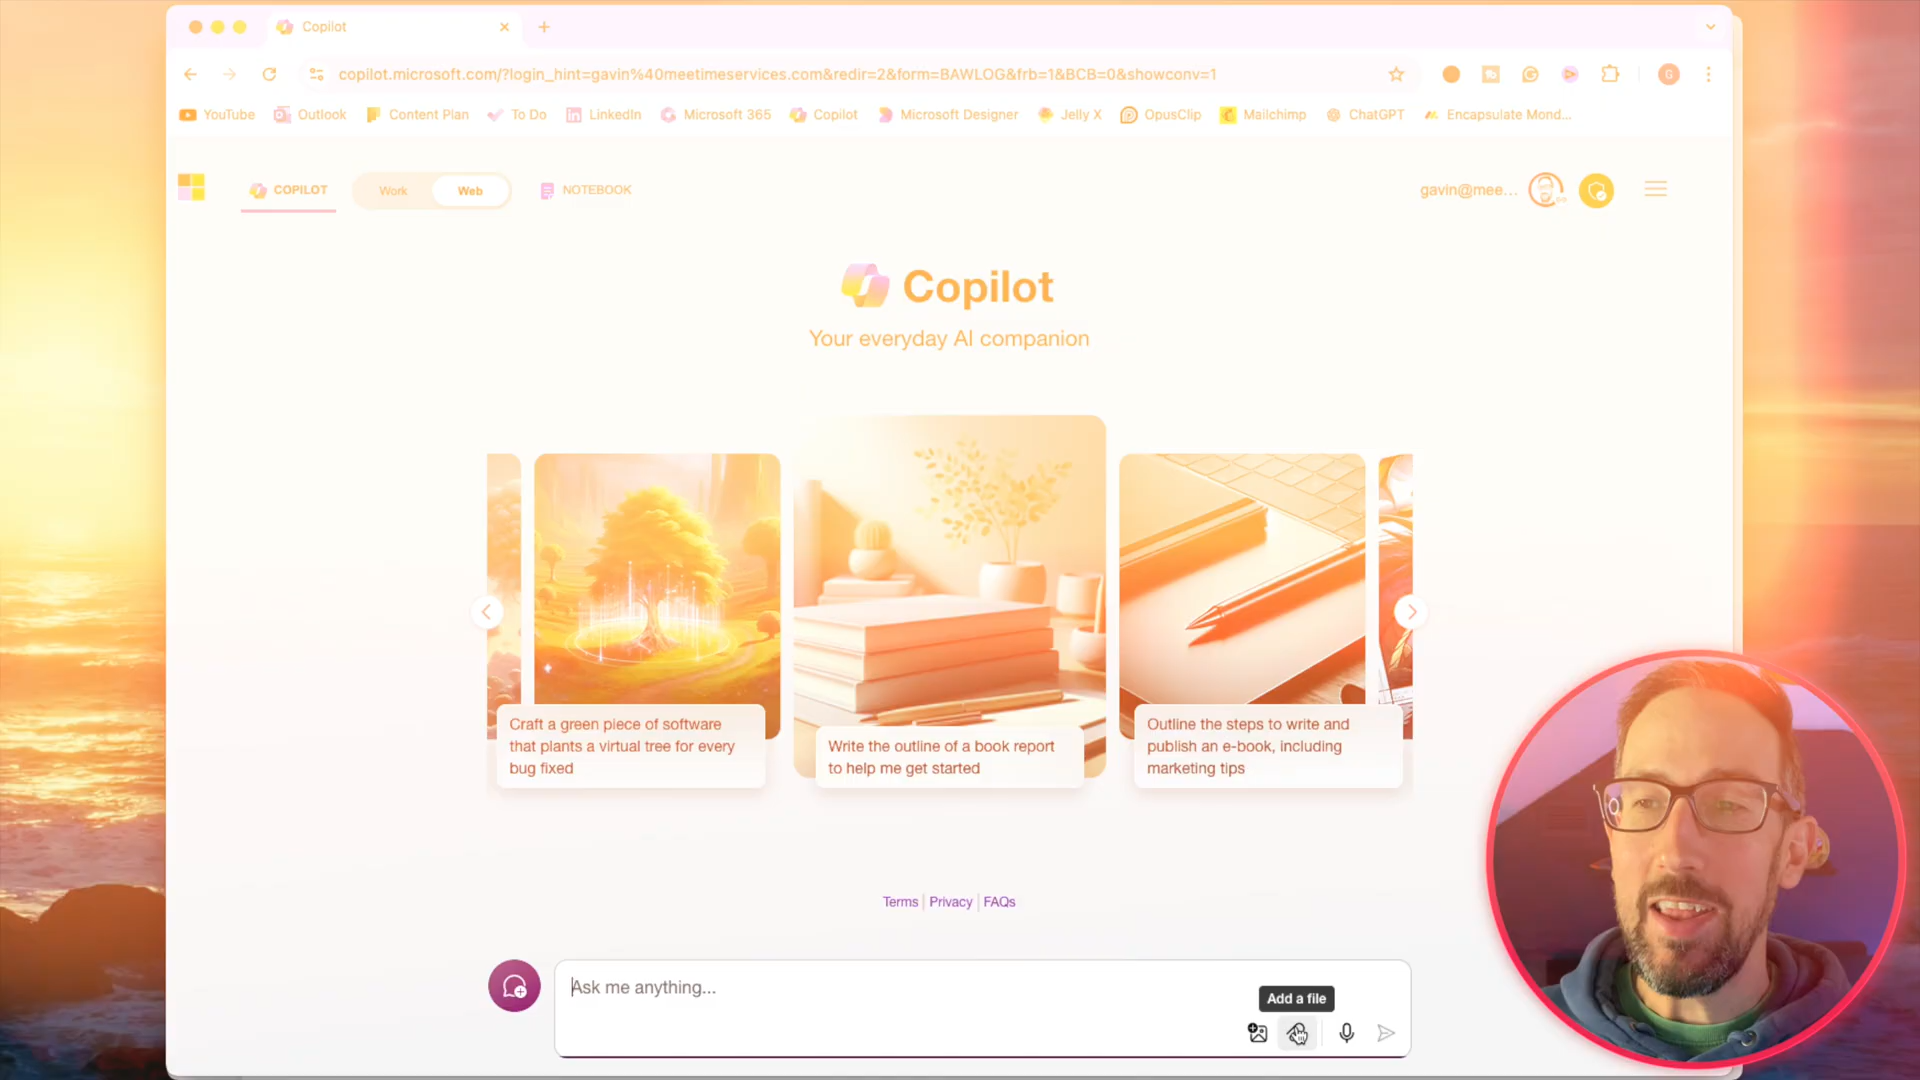 Copilot
copilot.microsoft.com/?login_hint=gavin%40meetimeservices.com&redir=2&form=BAWLOG&frb=1&BCB=0&showconv=1
G
YouTube
Outlook
Content Plan
To Do
LinkedIn
Microsoft 365
Copilot
Microsoft Designer
Jelly X
OpusClip
Mailchimp
ChatGPT
Encapsulate Mond...
COPILOT
Work
Web
NOTEBOOK
gavin@mee...
Copilot
Your everyday AI companion
Craft a green piece of software
that plants a virtual tree for every
bug fixed
Write the outline of a book report
to help me get started
Outline the steps to write and
publish an e-book, including
marketing tips
Terms
Privacy
FAQs
Ask me anything...
Add a file